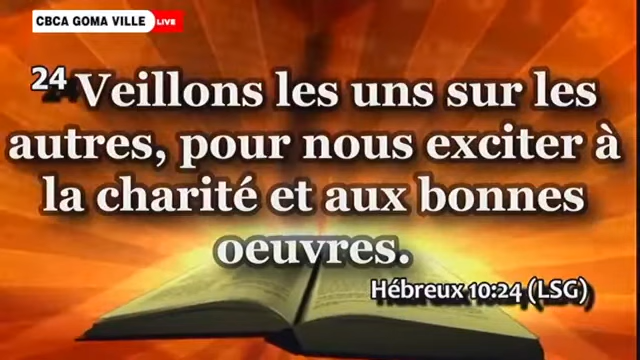 CBCA GOMA VILLE LIVE
24 Veillons les uns sur les
autres, pour nous exciter à
la charité et aux bonnes
oeuvres.
Hébreux 10:24 (LSG)